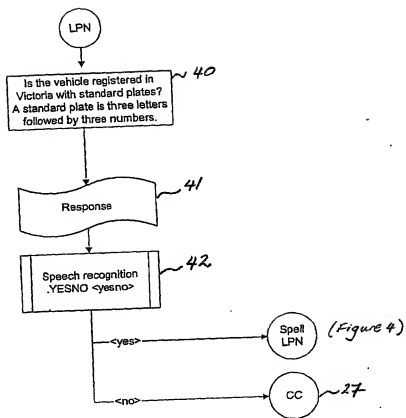 LPN
40
Is the vehicle registered in
Victoria with standard plates?
A standard plate is three letters
followed by three numbers.
41
Response
42
Speech recognition
.YESNO <yesno>
<yes>
Spell
LPN
(Figure 4)
<no>
CC
27